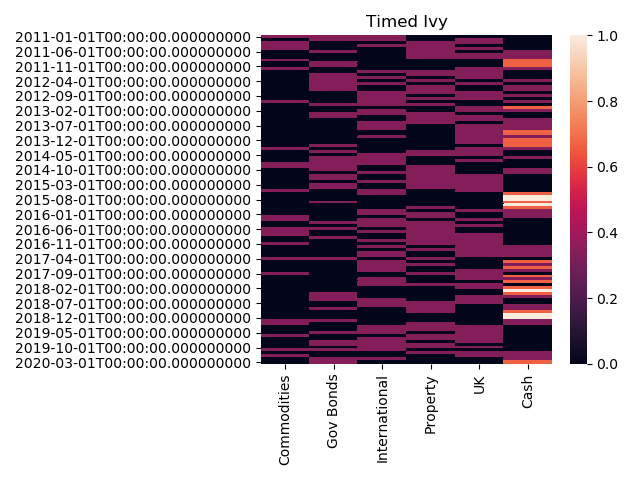 Timed Ivy
2011-01-01T00:00:00.000000000
2011-06-01T00:00:00.000000000
2011-11-01T00:00:00.000000000
2012-04-01T00:00:00.000000000
2012-09-01T00:00:00.000000000
2013-02-01T00:00:00.000000000
2013-07-01T00:00:00.000000000
2013-12-01T00:00:00.000000000
2014-05-01T00:00:00.000000000
2014-10-01T00:00:00.000000000
2015-03-01T00:00:00.000000000
2015-08-01T00:00:00.000000000
2016-01-01T00:00:00.000000000
2016-06-01T00:00:00.000000000
2016-11-01T00:00:00.000000000
2017-04-01T00:00:00.000000000
2017-09-01T00:00:00.000000000
2018-02-01T00:00:00.000000000
2018-07-01T00:00:00.000000000
2018-12-01T00:00:00.000000000
2019-05-01T00:00:00.000000000
2019-10-01T00:00:00.000000000
2020-03-01T00:00:00.000000000
Commodities
Gov Bonds
International
Property
UK
Cash
1.0
0.8
0.6
0.4
0.2
0.0